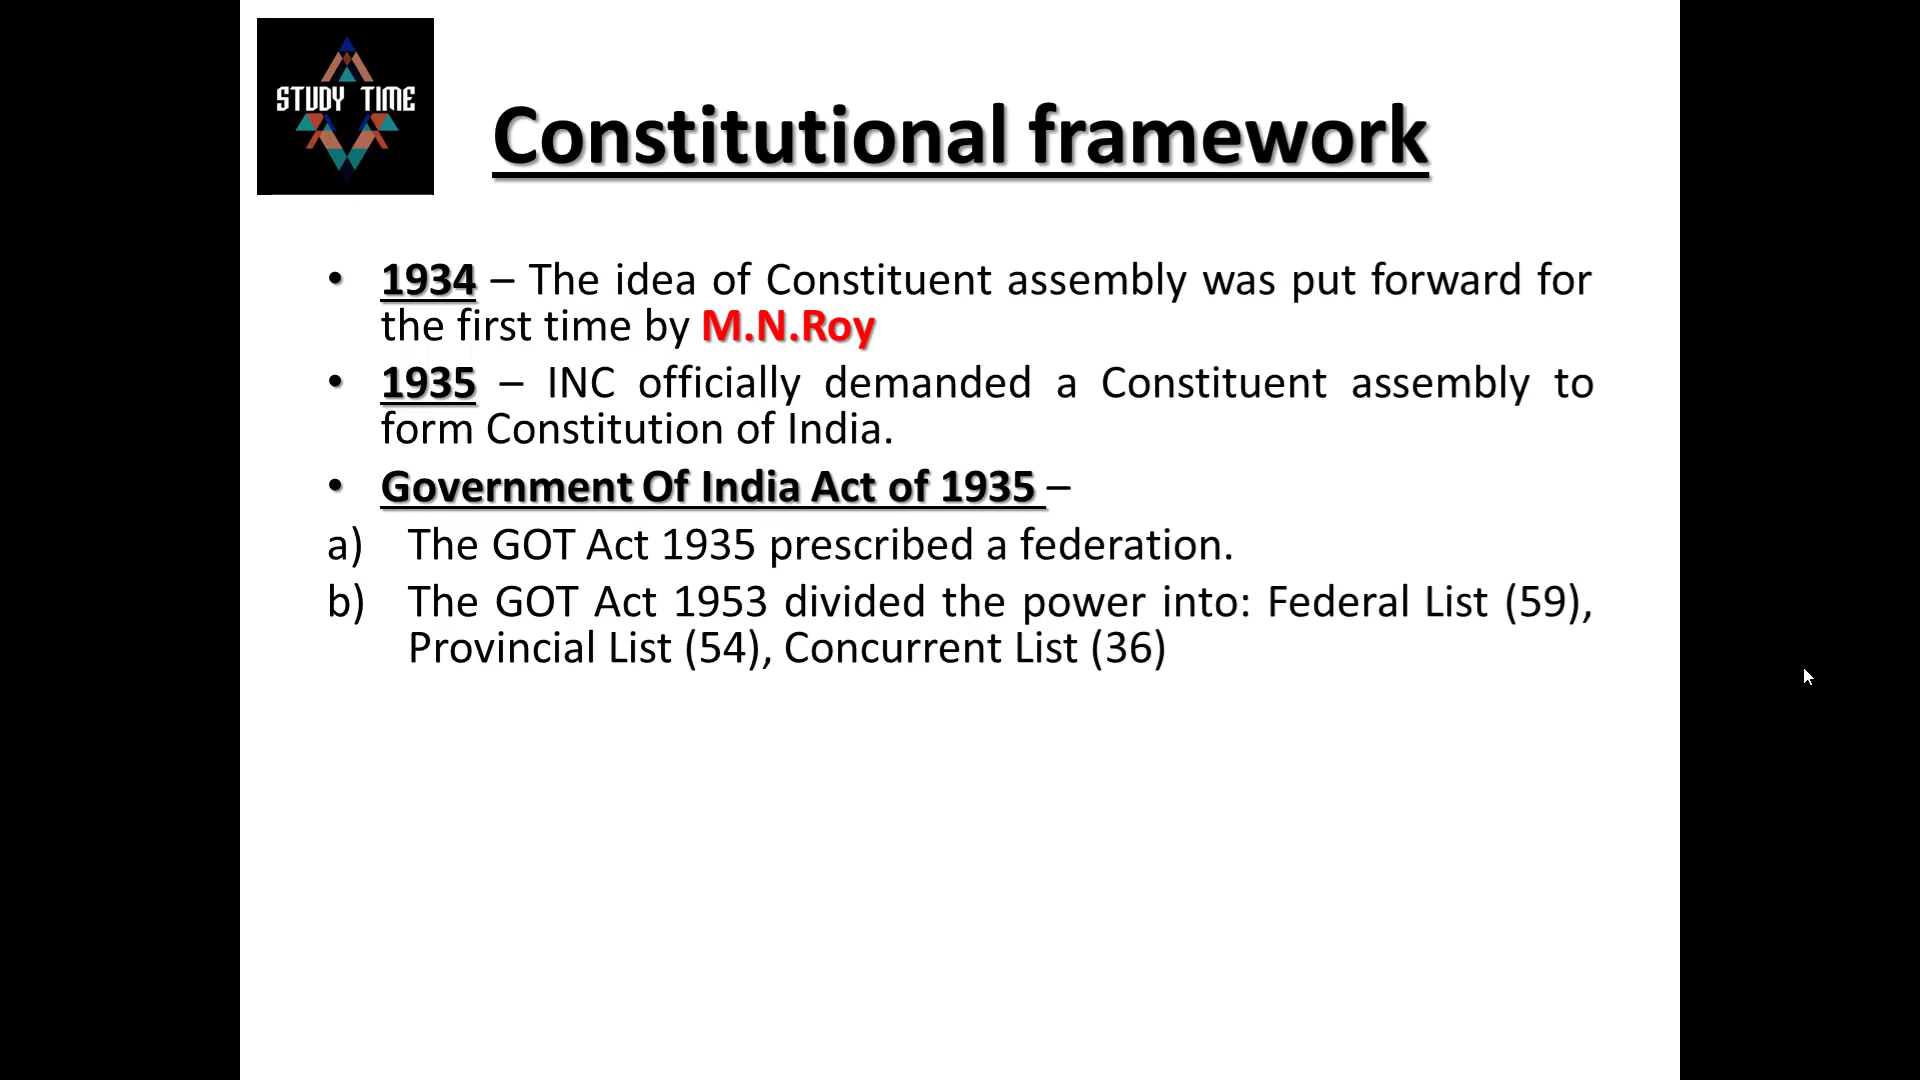 STUDY TIME
Constitutional framework
• 1934 – The idea of Constituent assembly was put forward for
the first time by M.N.Roy
• 1935 – INC officially demanded a Constituent assembly to
form Constitution of India.
• Government Of India Act of 1935 –
a) The GOT Act 1935 prescribed a federation.
b) The GOT Act 1953 divided the power into: Federal List (59),
Provincial List (54), Concurrent List (36)